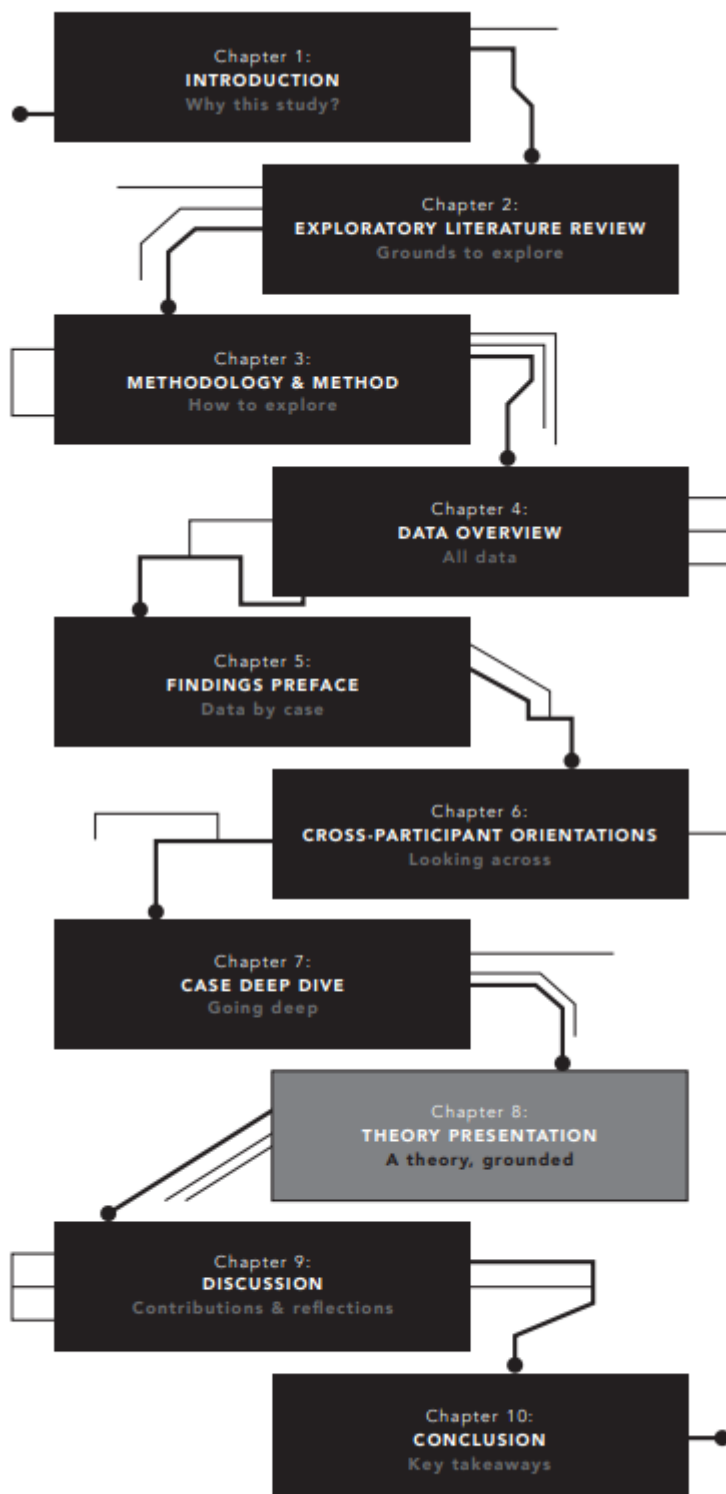 Chapter 1:
INTRODUCTION
Why this study?
Chapter 2:
EXPLORATORY LITERATURE REVIEW
Grounds to explore
Chapter 3:
METHODOLOGY & METHOD
How to explore
Chapter 4:
DATA OVERVIEW
All data
Chapter 5:
FINDINGS PREFACE
Data by case
Chapter 6:
CROSS-PARTICIPANT ORIENTATIONS
Looking across
Chapter 7:
CASE DEEP DIVE
Going deep
Chapter 8:
THEORY PRESENTATION
A theory, grounded
Chapter 9:
DISCUSSION
Contributions & reflections
Chapter 10:
CONCLUSION
Key takeaways